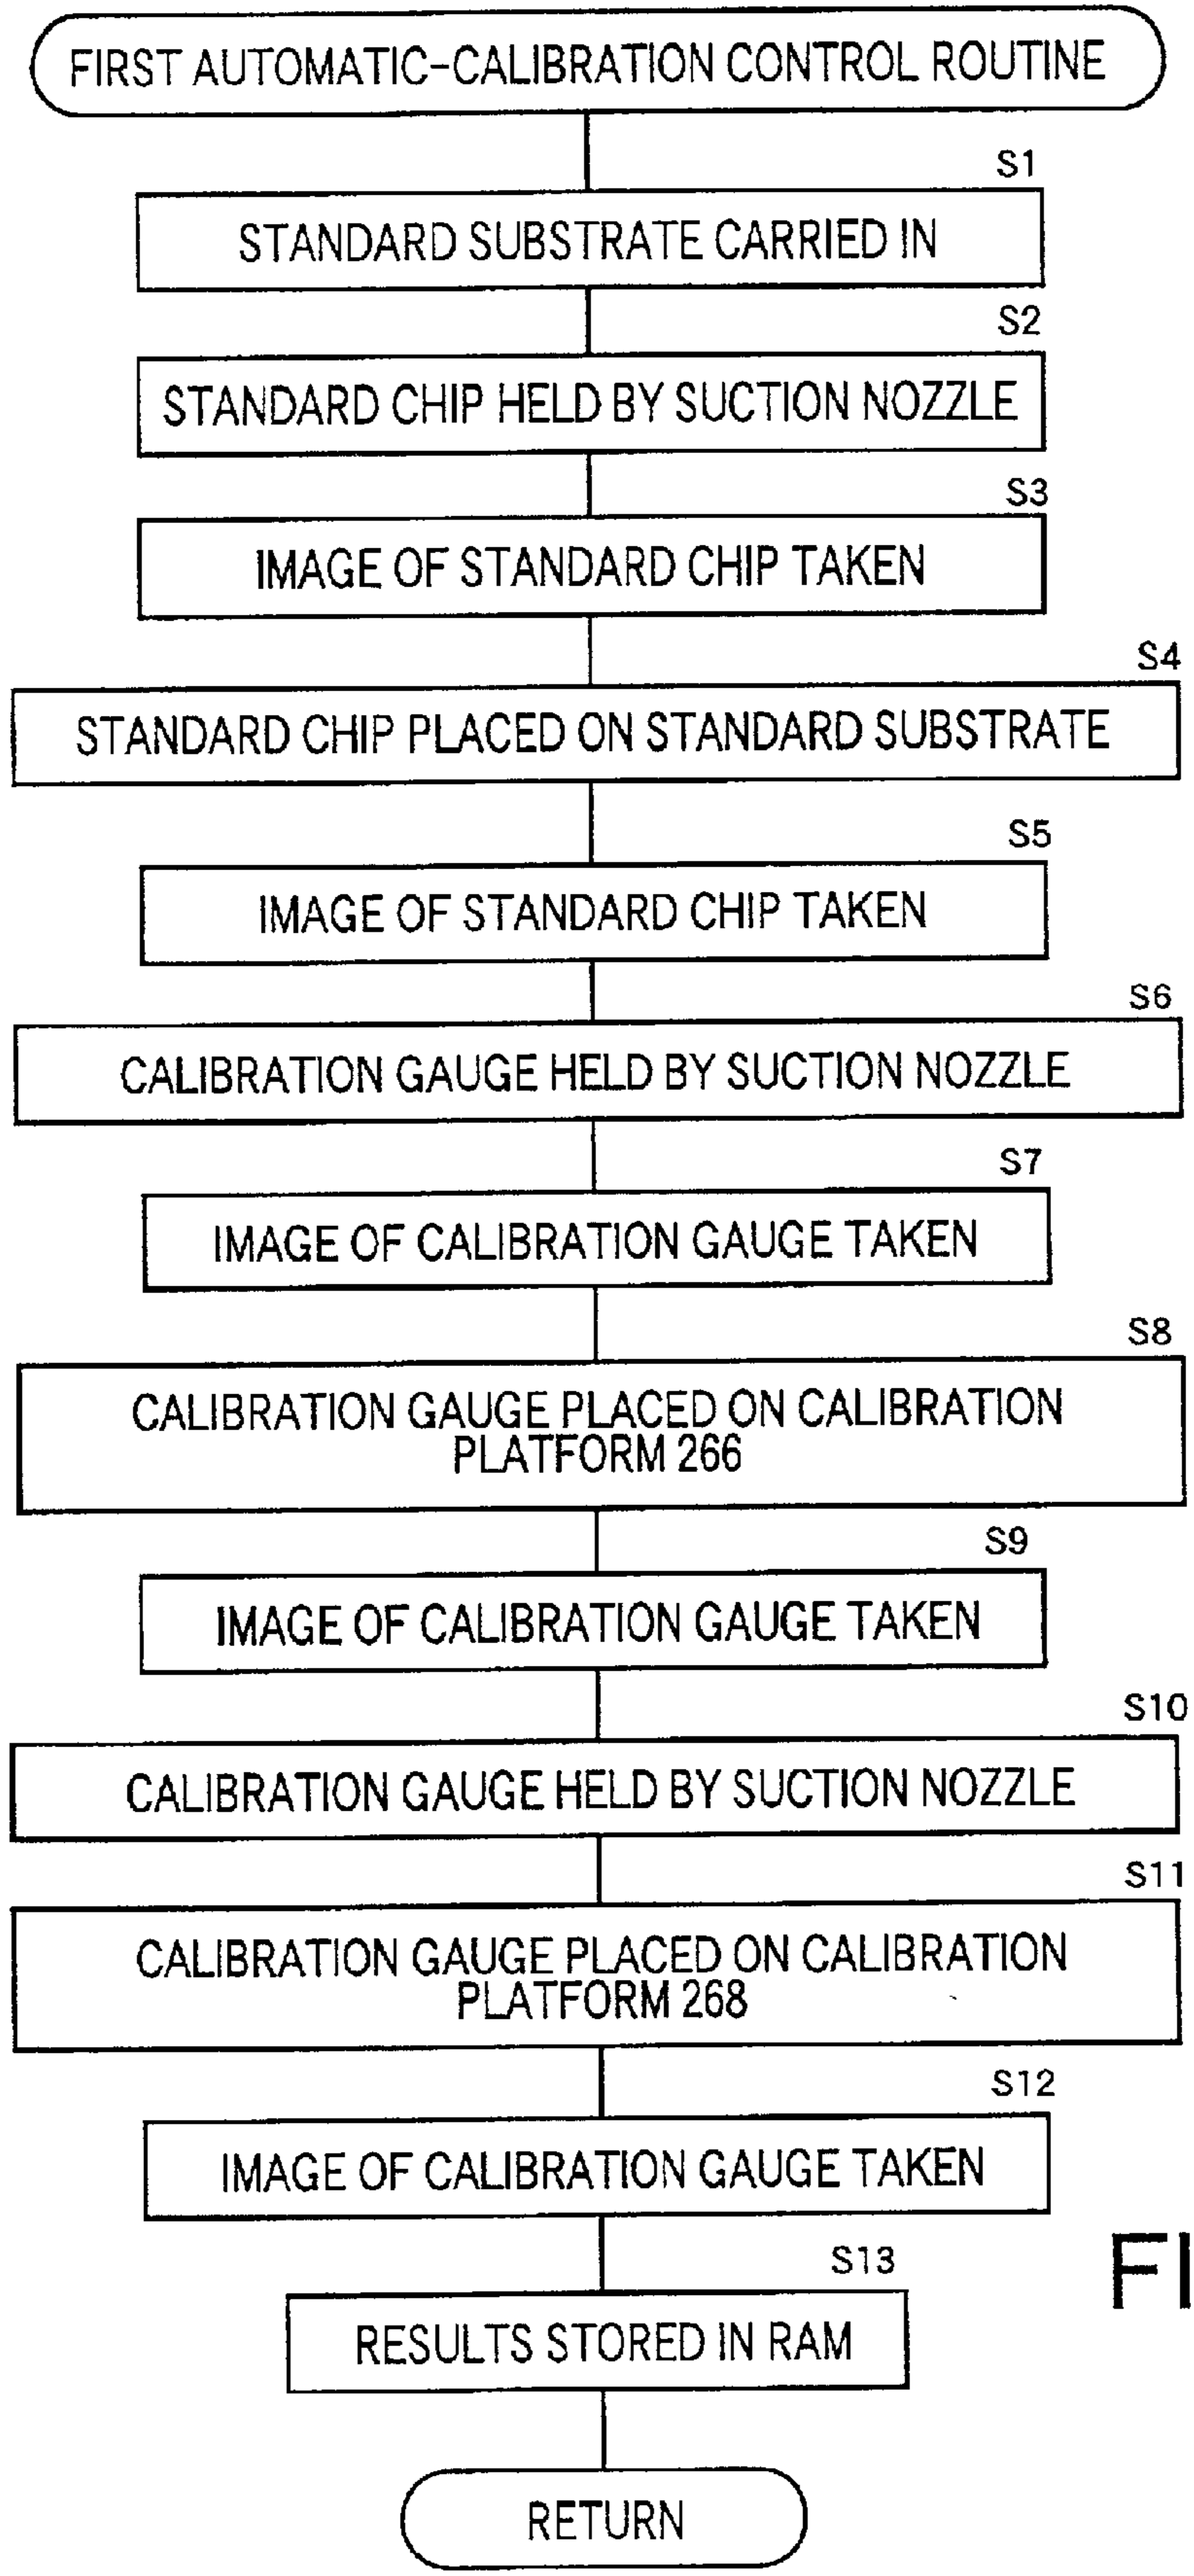 FIRST AUTOMATIC-CALIBRATION CONTROL ROUTINE
S1
STANDARD SUBSTRATE CARRIED IN
S2
STANDARD CHIP HELD BY SUCTION NOZZLE
S3
IMAGE OF STANDARD CHIP TAKEN
S4
STANDARD CHIP PLACED ON STANDARD SUBSTRATE
S5
IMAGE OF STANDARD CHIP TAKEN
S6
CALIBRATION GAUGE HELD BY SUCTION NOZZLE
S7
IMAGE OF CALIBRATION GAUGE TAKEN
S8
CALIBRATION GAUGE PLACED ON CALIBRATION
PLATFORM 266
S9
IMAGE OF CALIBRATION GAUGE TAKEN
S10
CALIBRATION GAUGE HELD BY SUCTION NOZZLE
S11
CALIBRATION GAUGE PLACED ON CALIBRATION
PLATFORM 268
S12
IMAGE OF CALIBRATION GAUGE TAKEN
S13
FI
RESULTS STORED IN RAM
RETURN